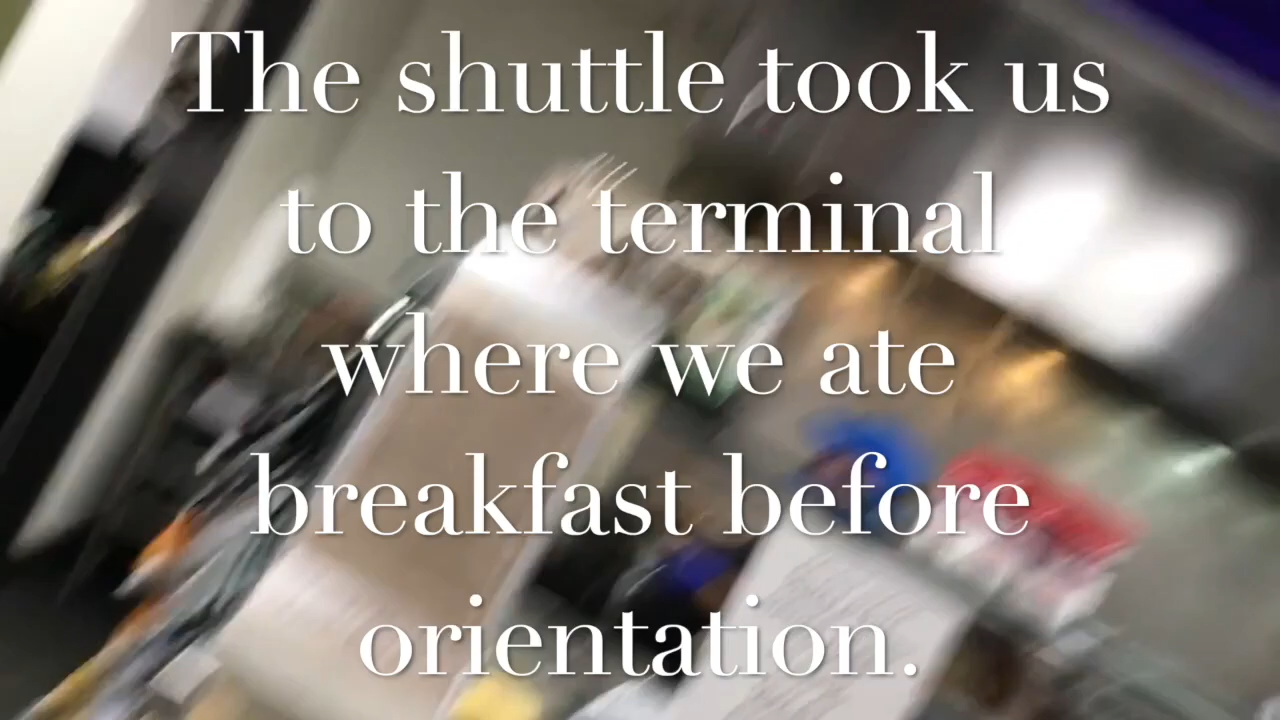 The shuttle took us
to the terminal
where we ate
breakfast before
orientation.